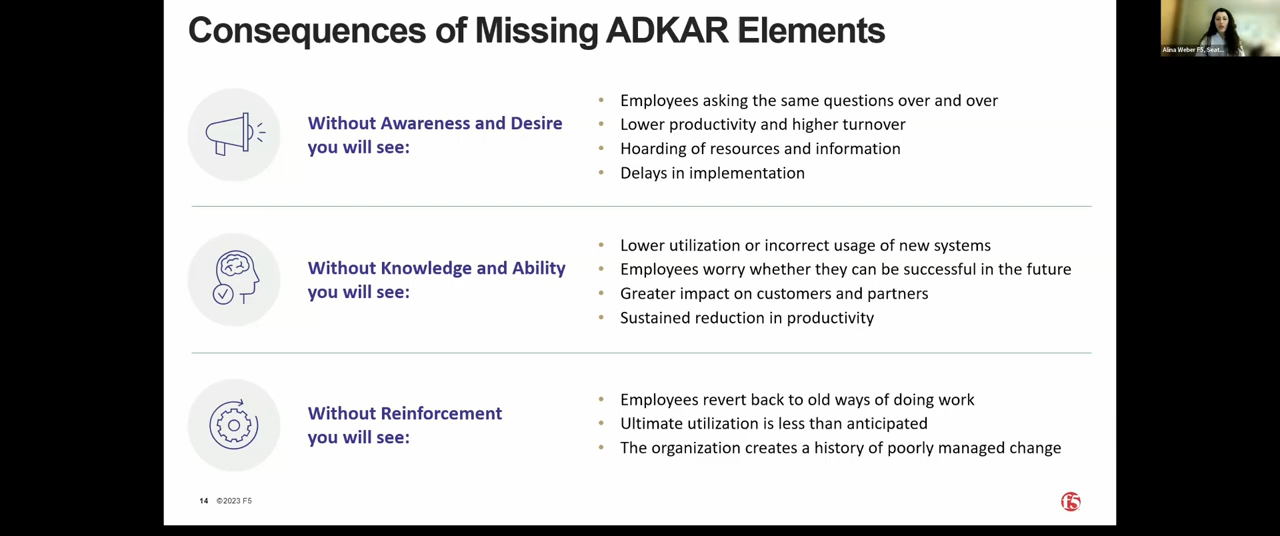 Consequences of Missing ADKAR Elements
Alina Weber F5, Seat...
Without Awareness and Desire
you will see:
• Employees asking the same questions over and over
• Lower productivity and higher turnover
• Hoarding of resources and information
• Delays in implementation
Without Knowledge and Ability
you will see:
• Lower utilization or incorrect usage of new systems
• Employees worry whether they can be successful in the future
• Greater impact on customers and partners
• Sustained reduction in productivity
Without Reinforcement
you will see:
• Employees revert back to old ways of doing work
• Ultimate utilization is less than anticipated
• The organization creates a history of poorly managed change
14 ©2023 F5
f5